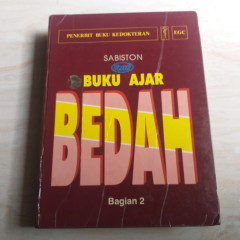 PENERBIT BUKU KEDOKTERAN EGC
SABISTON
BUKU AJAR
BEDAH
Bagian 2